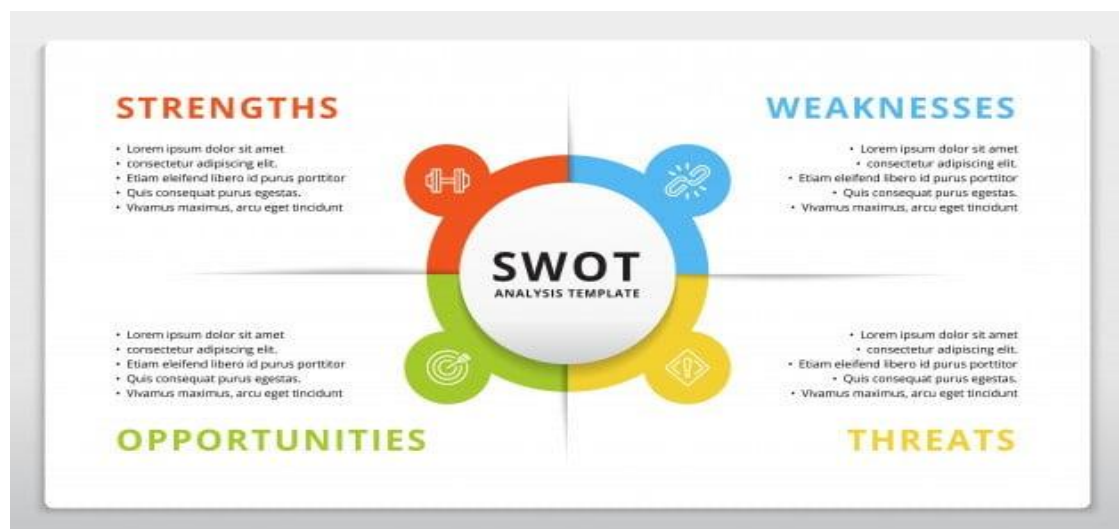 STRENGTHS
• Lorem ipsum dolor sit amet
• consectetur adipiscing elit.
• Etiam eleifend libero id purus porttitor
• Quis consequat purus egestas.
• Vivamus maximus, arcu eget tincidunt
WEAKNESSES
• Lorem ipsum dolor sit amet
• consectetur adipiscing elit.
• Etiam eleifend libero id purus porttitor
• Quis consequat purus egestas.
• Vivamus maximus, arcu eget tincidunt
SWOT
ANALYSIS TEMPLATE
• Lorem ipsum dolor sit amet
• consectetur adipiscing elit.
• Etiam eleifend libero id purus porttitor
• Quis consequat purus egestas.
• Vivamus maximus, arcu eget tincidunt
OPPORTUNITIES
• Lorem ipsum dolor sit amet
• consectetur adipiscing elit.
• Etiam eleifend libero id purus porttitor
• Quis consequat purus egestas.
• Vivamus maximus, arcu eget tincidunt
THREATS